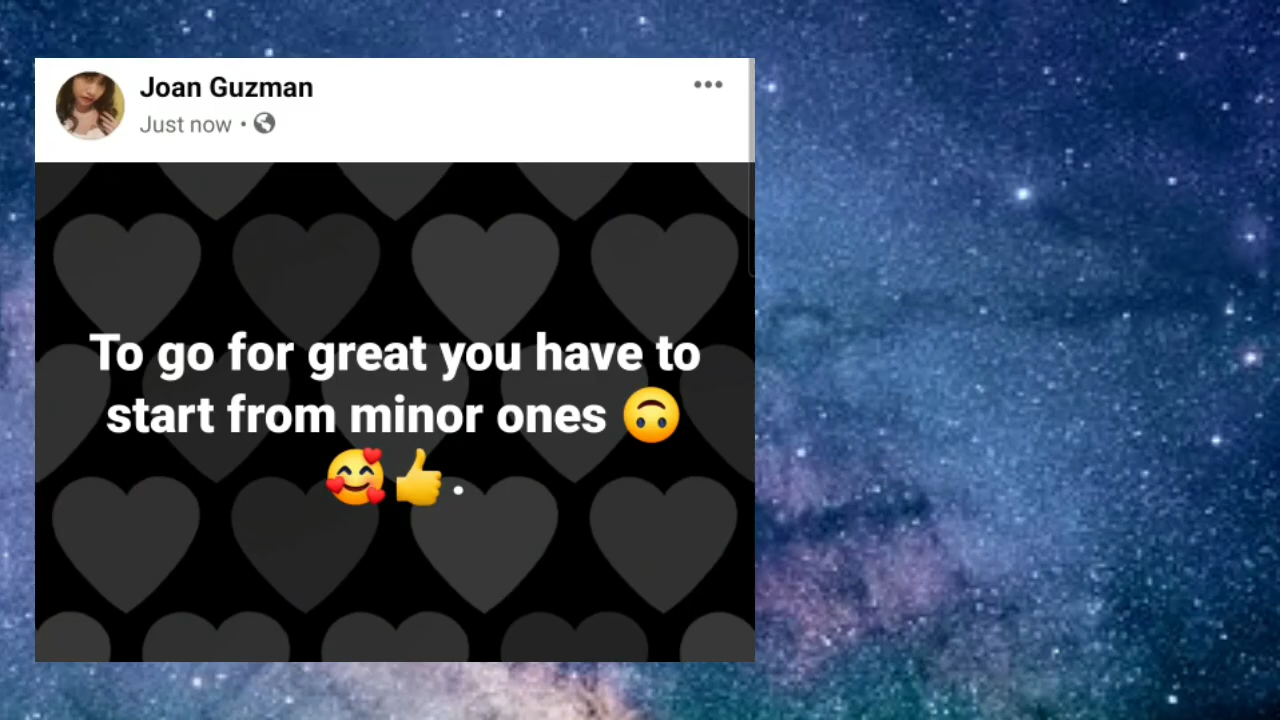 Joan Guzman
Just now •
To go for great you have to
start from minor ones 🙃
🥰👍.